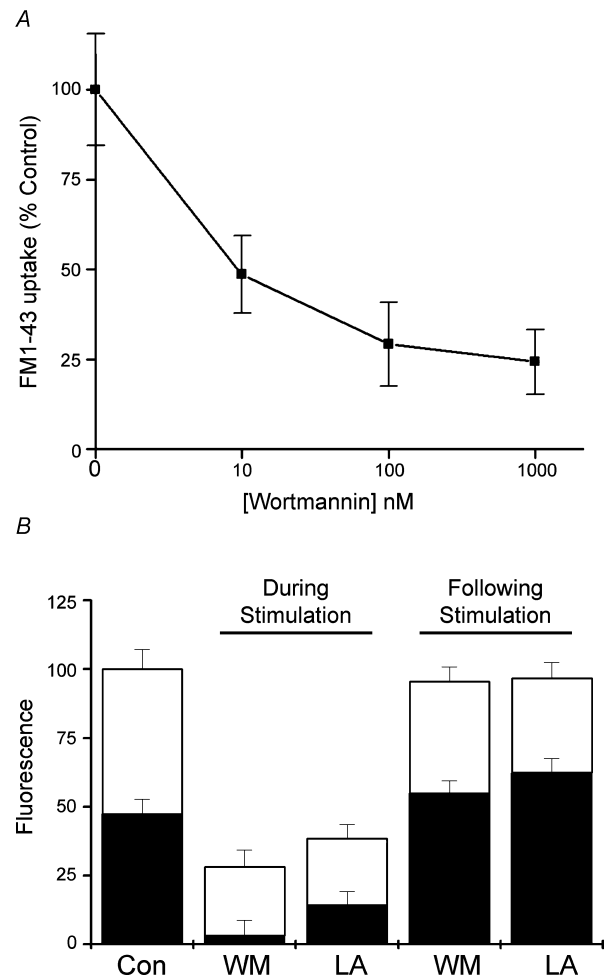 A
FM1-43 uptake (% Control)
100
75
50
25
0
0 10 100 1000
[Wortmannin] nM
B
During Stimulation
Following Stimulation
Fluorescence
125
100
75
50
25
0
Con WM LA WM LA